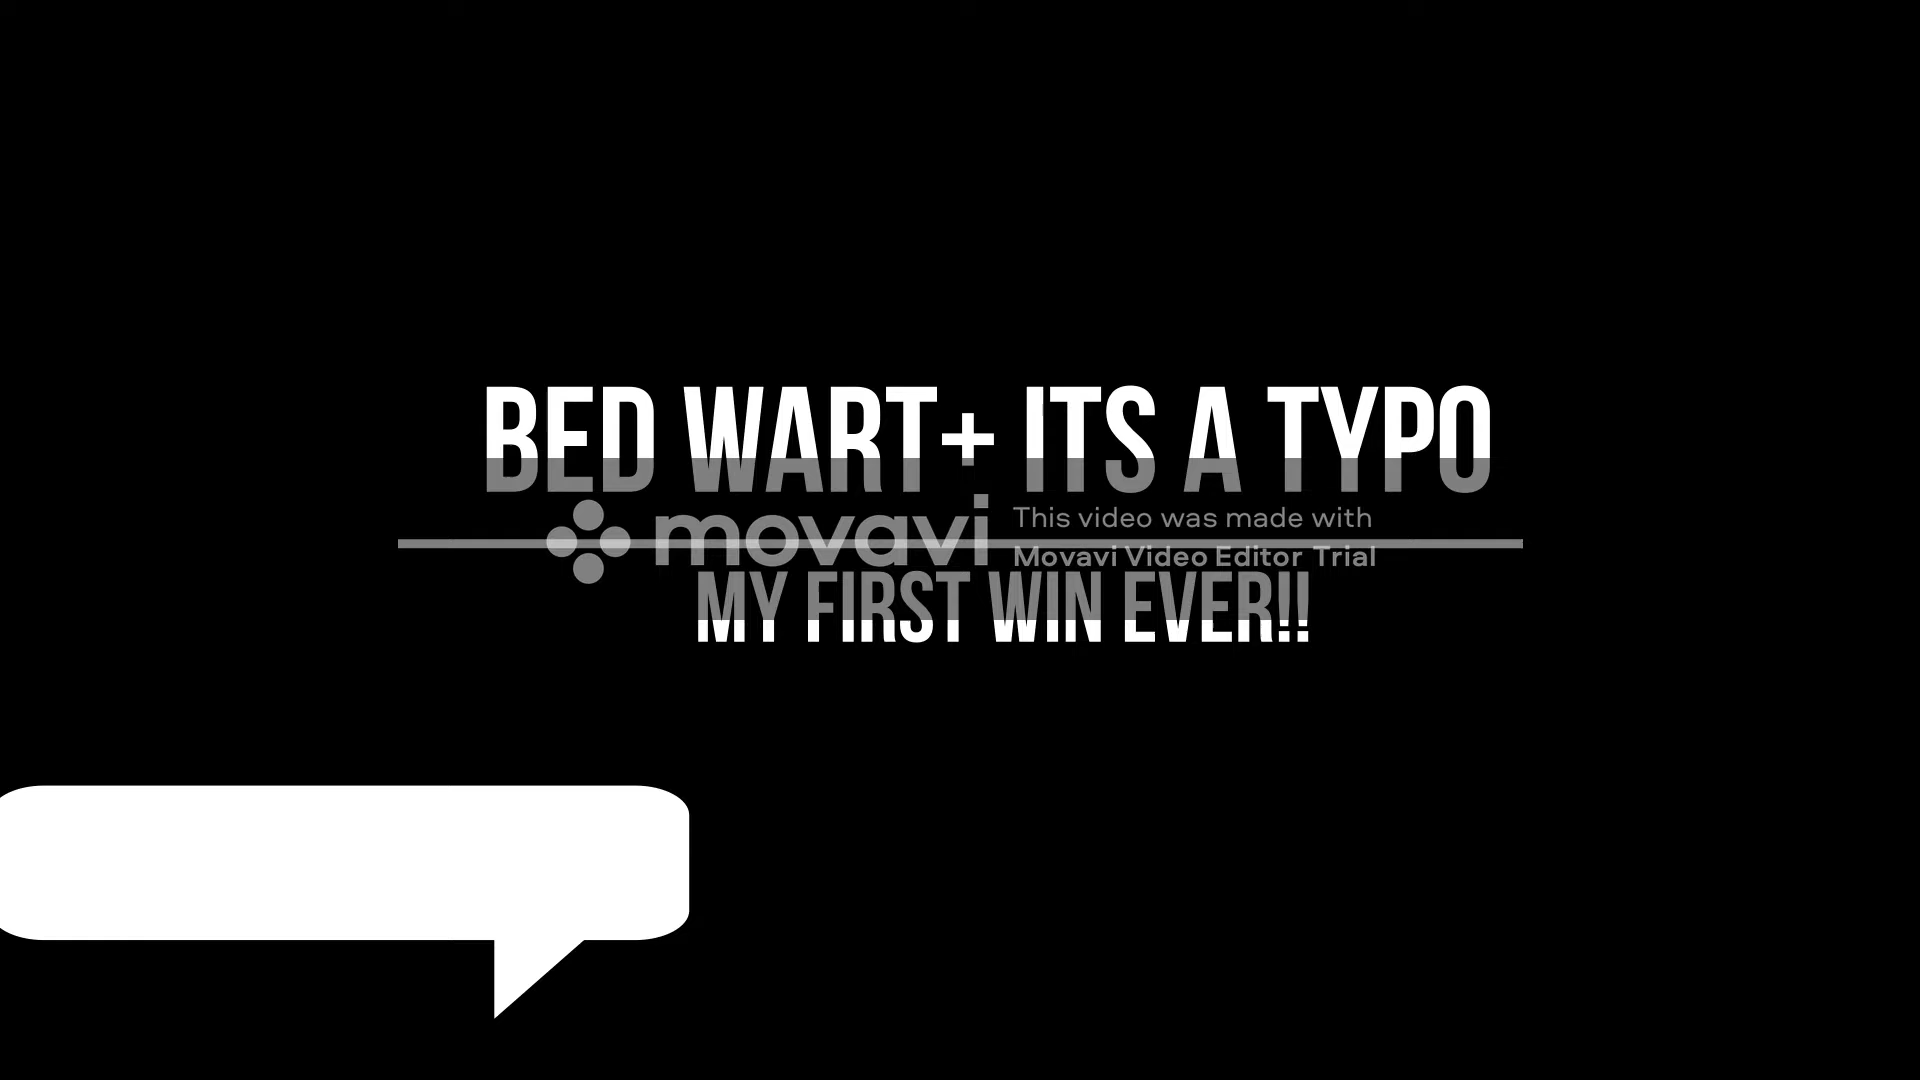 BED WART+ ITS A TYPO
movavi
This video was made with
Movavi Video Editor Trial
MY FIRST WIN EVER!!